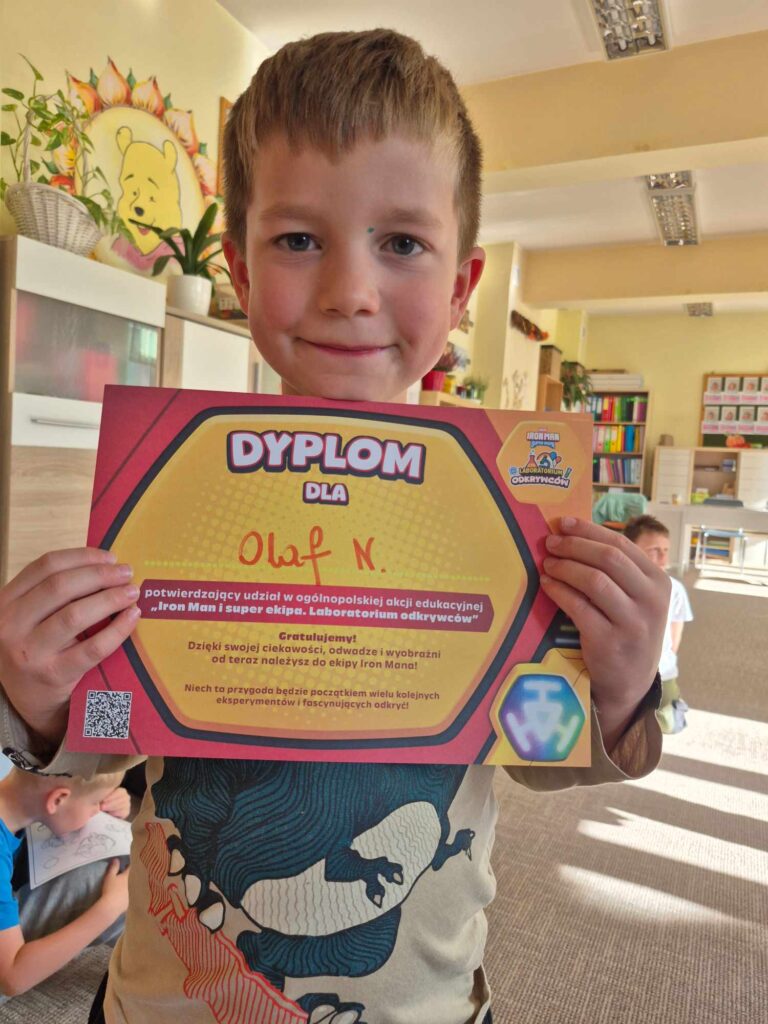 DYPLOM
DLA
IRON MAN
LABORATORIUM
ODKRYWCÓW
Olaf N.
potwierdzający udział w ogólnopolskiej akcji edukacyjnej
„Iron Man i super ekipa. Laboratorium odkrywców”
Gratulujemy!
Dzięki swojej ciekawości, odwadze i wyobraźni
od teraz należysz do ekipy Iron Mana!
Niech ta przygoda będzie początkiem wielu kolejnych
eksperymentów i fascynujących odkryć!